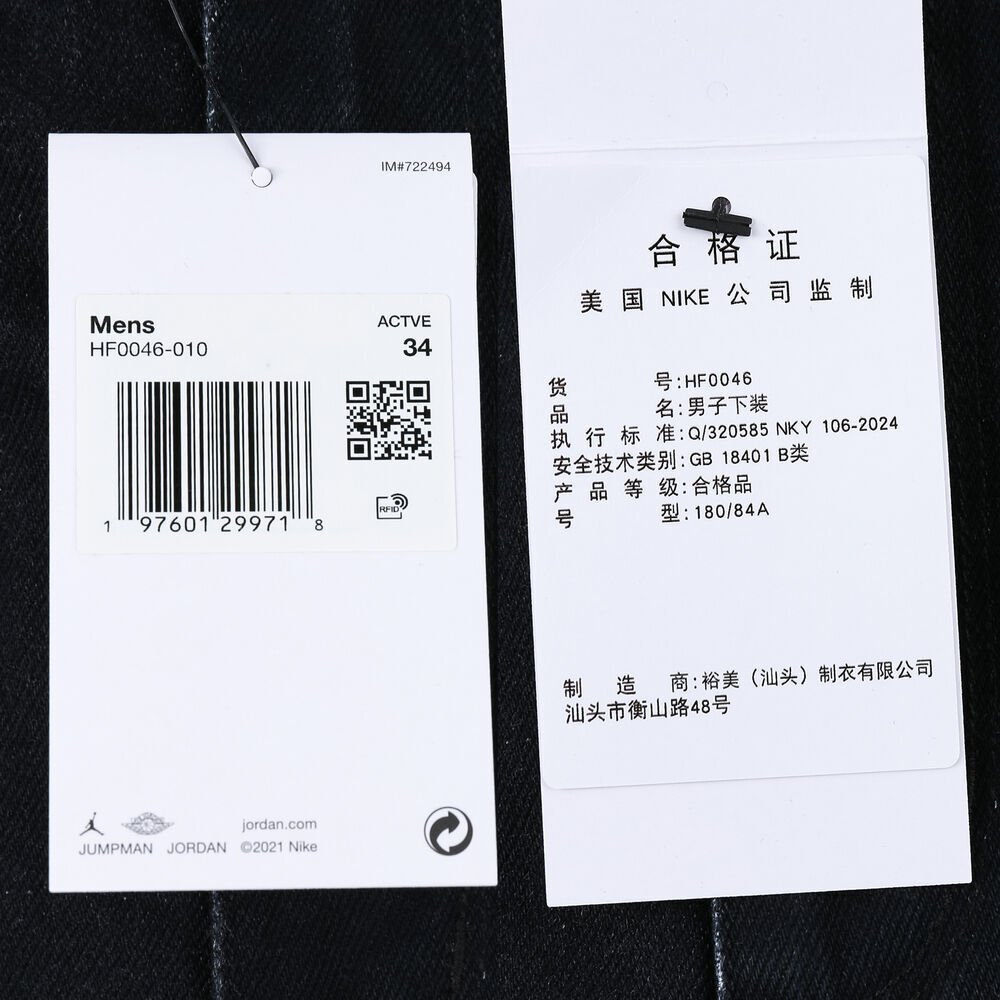 IM#722494
Mens
ACTVE
HF0046-010
34
RFID
1 97601 29971 8
jordan.com
JUMPMAN JORDAN ©2021 Nike
合格证
美国 NIKE 公司监制
货号:HF0046
品名:男子下装
执行标准:Q/320585 NKY 106-2024
安全技术类别:GB 18401 B类
产品等级:合格品
号型:180/84A
制造商:裕美（汕头）制衣有限公司
汕头市衡山路48号